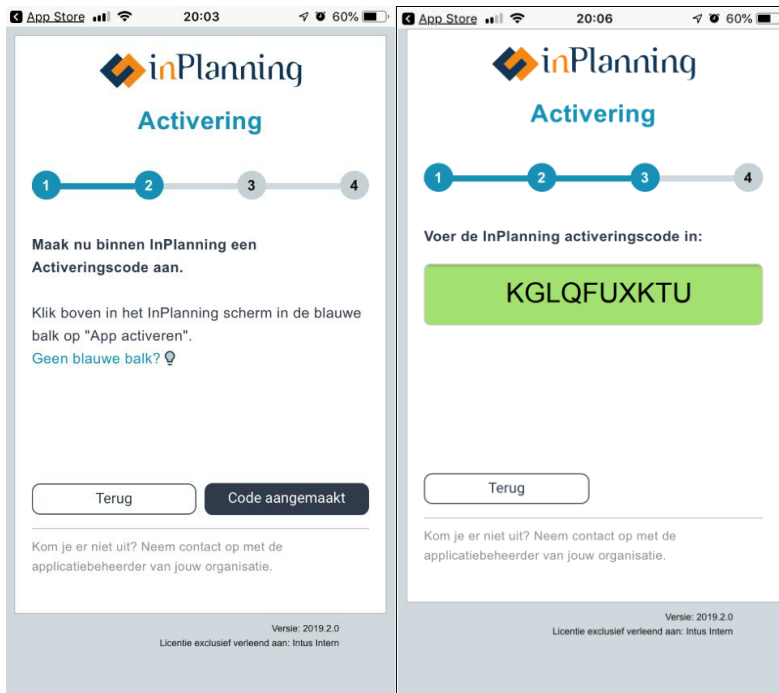 App Store 20:03 60%
inPlanning
Activering
1 2 3 4
Maak nu binnen InPlanning een
Activeringscode aan.
Klik boven in het InPlanning scherm in de blauwe
balk op "App activeren".
Geen blauwe balk?
Terug Code aangemaakt
Kom je er niet uit? Neem contact op met de
applicatiebeheerder van jouw organisatie.
Versie: 2019.2.0
Licentie exclusief verleend aan: Intus Intern
App Store 20:06 60%
inPlanning
Activering
1 2 3 4
Voer de InPlanning activeringscode in:
KGLQFUXKTU
Terug
Kom je er niet uit? Neem contact op met de
applicatiebeheerder van jouw organisatie.
Versie: 2019.2.0
Licentie exclusief verleend aan: Intus Intern